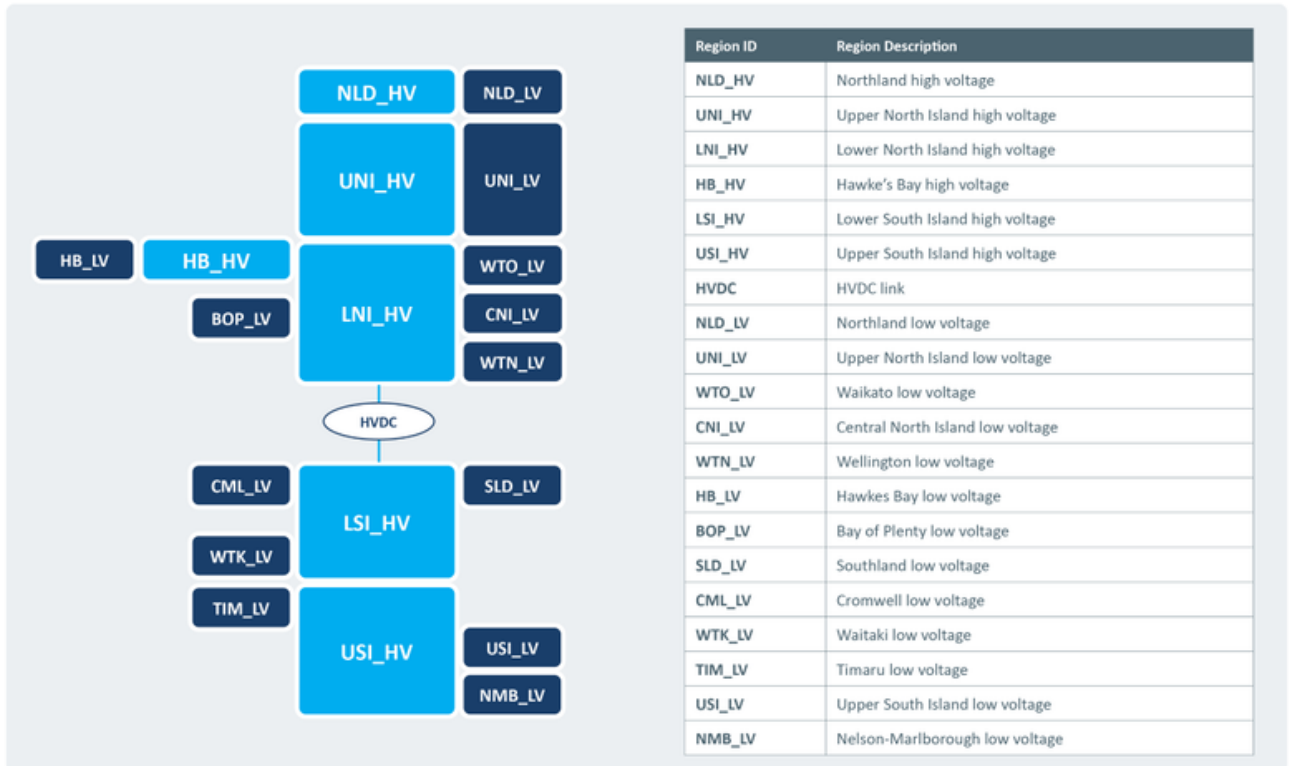 NLD_HV NLD_LV
UNI_HV UNI_LV
HB_LV HB_HV WTO_LV
BOP_LV LNI_HV CNI_LV
WTN_LV
HVDC
CML_LV SLD_LV
LSI_HV
WTK_LV
TIM_LV
USI_HV USI_LV
NMB_LV
Region ID Region Description
NLD_HV Northland high voltage
UNI_HV Upper North Island high voltage
LNI_HV Lower North Island high voltage
HB_HV Hawke's Bay high voltage
LSI_HV Lower South Island high voltage
USI_HV Upper South Island high voltage
HVDC HVDC link
NLD_LV Northland low voltage
UNI_LV Upper North Island low voltage
WTO_LV Waikato low voltage
CNI_LV Central North Island low voltage
WTN_LV Wellington low voltage
HB_LV Hawkes Bay low voltage
BOP_LV Bay of Plenty low voltage
SLD_LV Southland low voltage
CML_LV Cromwell low voltage
WTK_LV Waitaki low voltage
TIM_LV Timaru low voltage
USI_LV Upper South Island low voltage
NMB_LV Nelson-Marlborough low voltage